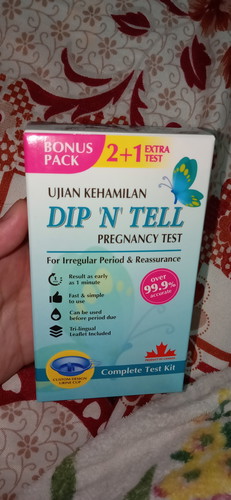 BONUS PACK
2+1 EXTRA TEST
UJIAN KEHAMILAN
DIP 'N' TELL
PREGNANCY TEST
For Irregular Period & Reassurance
Result as early
as 1 minute
Fast & simple
to use
Can be used
before period due
Tri-lingual
Leaflet Included
over
99.9%
accurate
Complete Test Kit